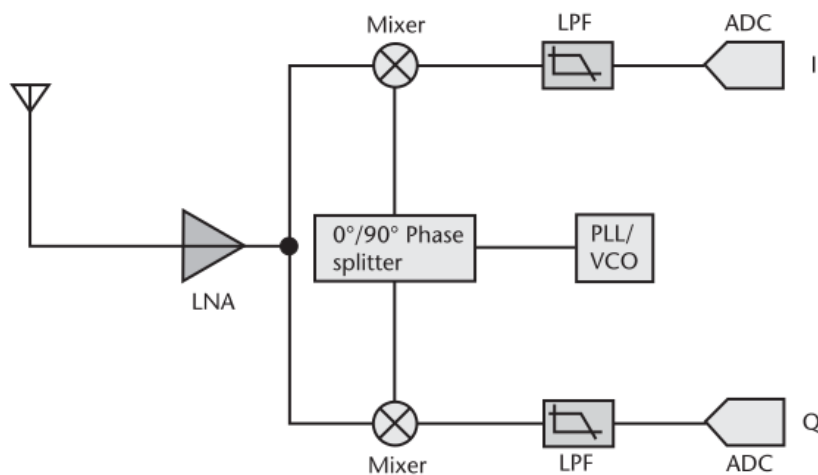 Mixer
LPF
ADC
I
0°/90° Phase
splitter
PLL/
VCO
LNA
Q
Mixer
LPF
ADC